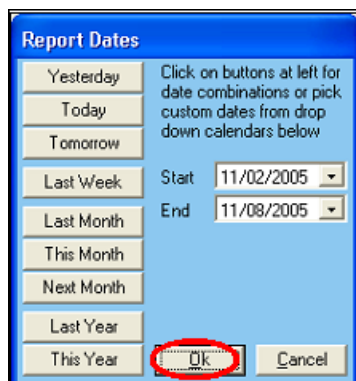 Report Dates
Yesterday
Today
Tomorrow
Last Week
Last Month
This Month
Next Month
Last Year
This Year
Click on buttons at left for
date combinations or pick
custom dates from drop
down calendars below
Start 11/02/2005
End 11/08/2005
Ok
Cancel